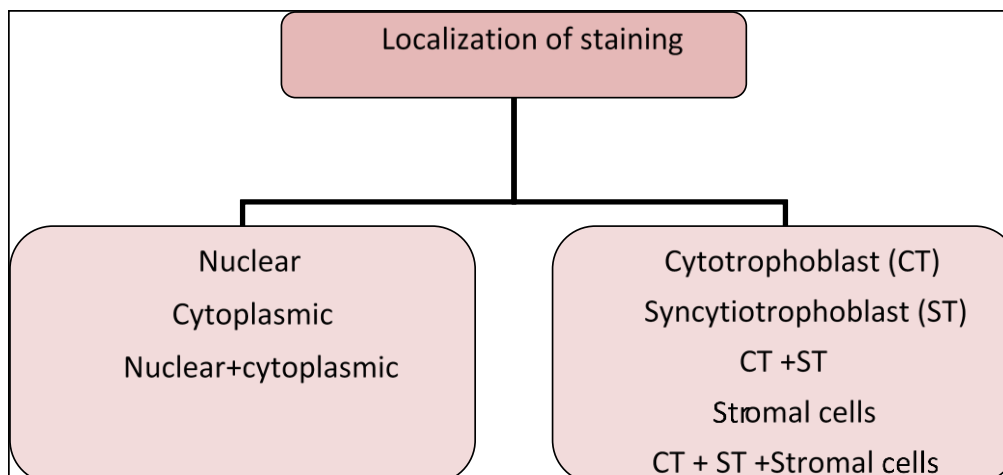 Localization of staining
Nuclear
Cytoplasmic
Nuclear+cytoplasmic
Cytotrophoblast (CT)
Syncytiotrophoblast (ST)
CT +ST
Stromal cells
CT + ST +Stromal cells